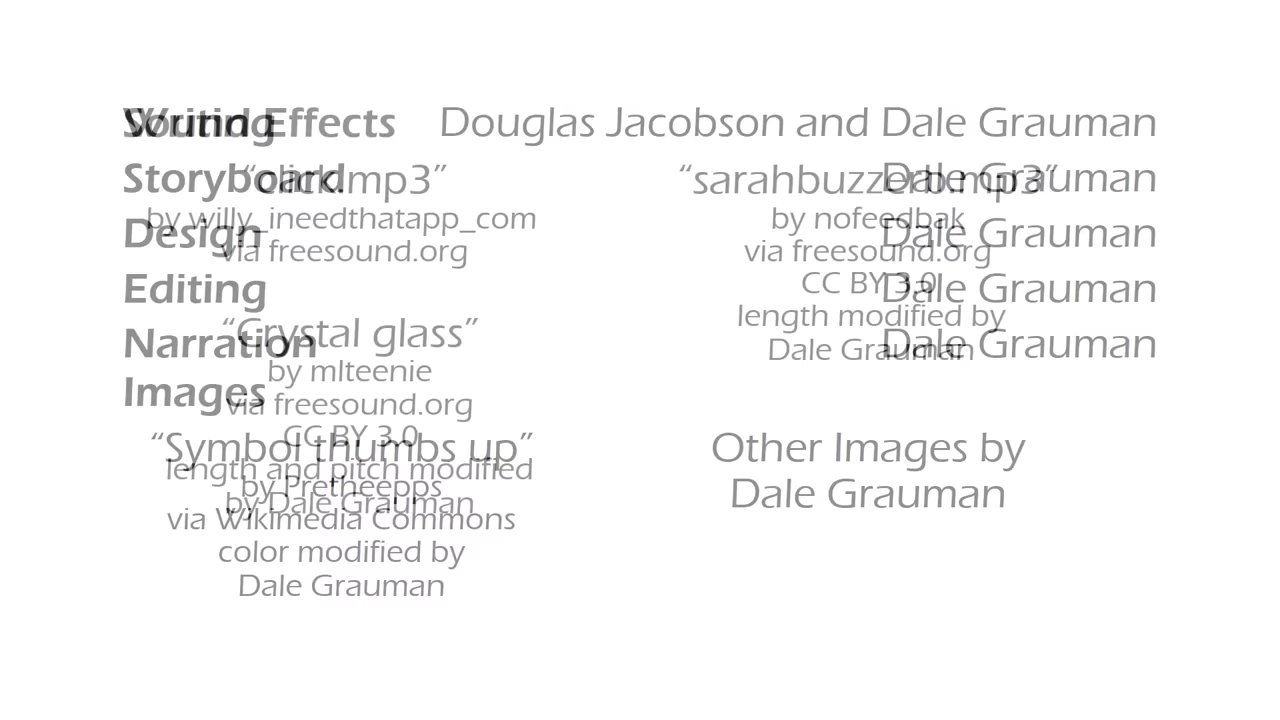 Writing Douglas Jacobson and Dale Grauman
Storyboard Dale Grauman
Design Dale Grauman
Editing Dale Grauman
Narration Dale Grauman
Images
“Symbol thumbs up”
by Pretheepps
via Wikimedia Commons
color modified by
Dale Grauman
Other Images by
Dale Grauman
Sound Effects
“click.mp3”
by willy_ineedthatapp_com
via freesound.org
“Crystal glass”
by mlteenie
via freesound.org
CC BY 3.0
length and pitch modified
by Dale Grauman
“sarahbuzzerb.mp3”
by nofeedbak
via freesound.org
CC BY 3.0
length modified by
Dale Grauman